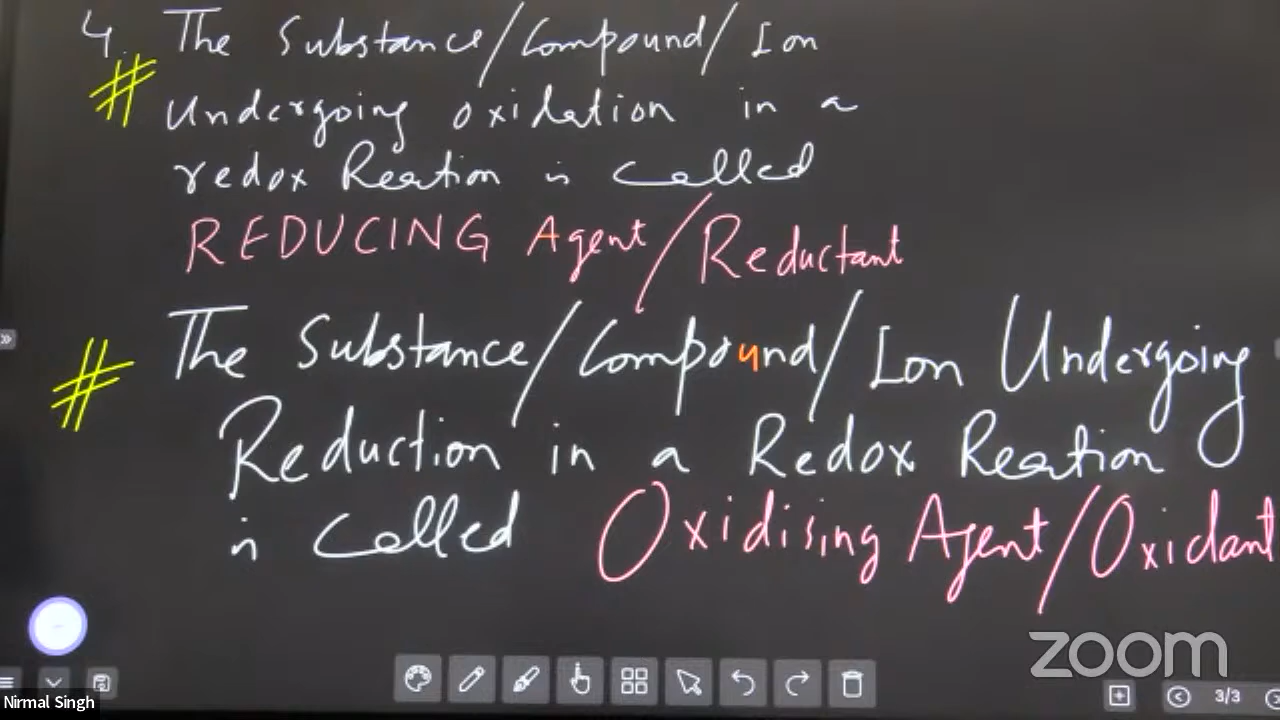 4. The Substance/Compound/Ion
# Undergoing oxidation in a
redox Reation is called
REDUCING Agent/Reductant
# The Substance/Compound/Ion Undergoing
Reduction in a Redox Reation
is called Oxidising Agent/Oxidant
zoom
3/3
Nirmal Singh